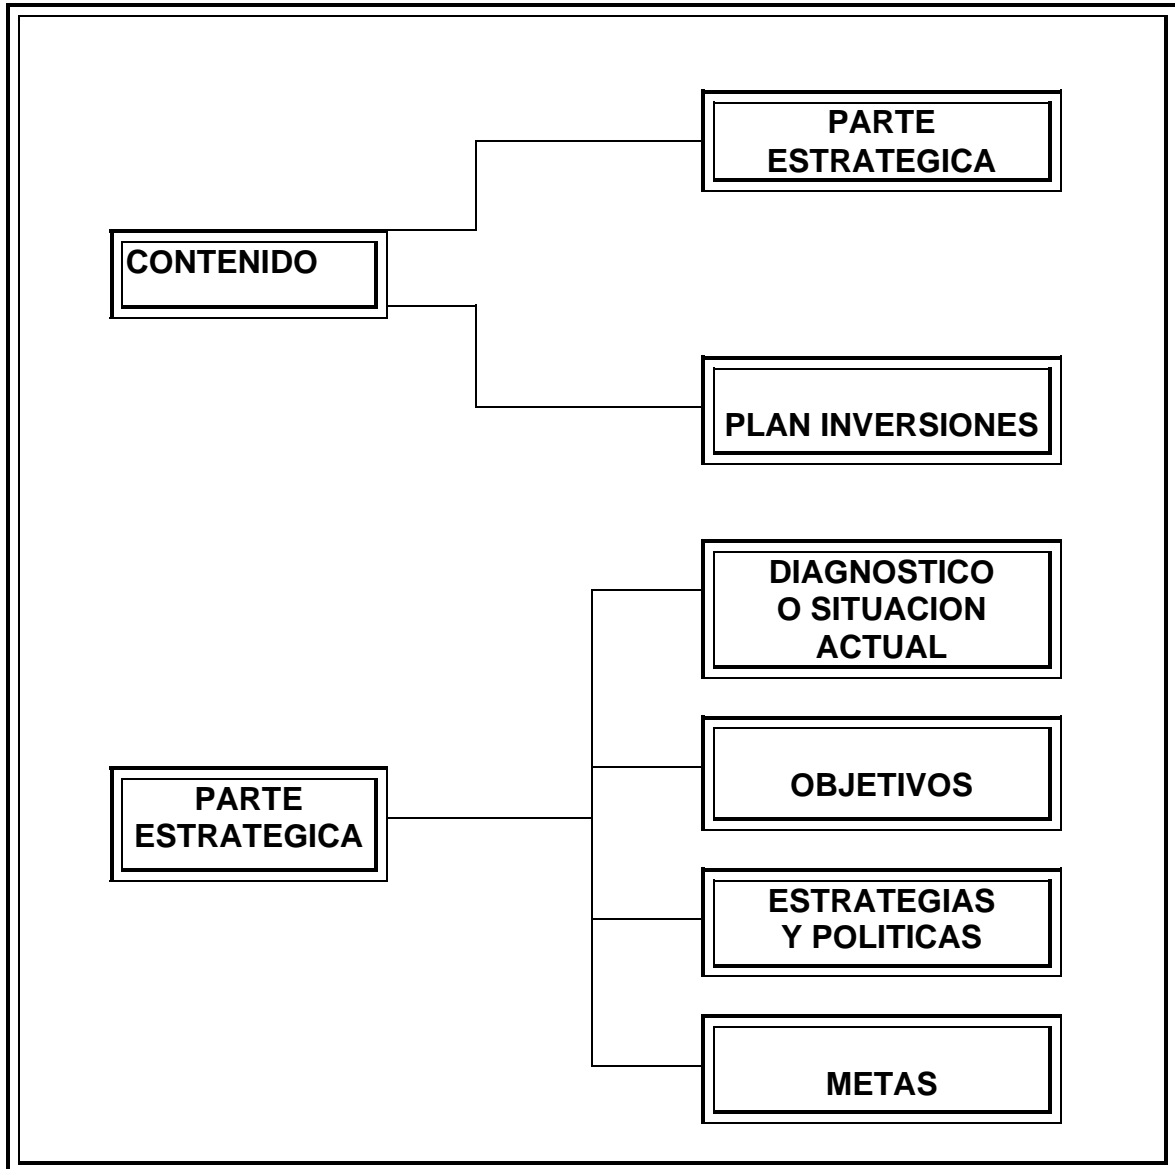 PARTE
ESTRATEGICA
CONTENIDO
PLAN INVERSIONES
DIAGNOSTICO
O SITUACION
ACTUAL
OBJETIVOS
PARTE
ESTRATEGICA
ESTRATEGIAS
Y POLITICAS
METAS